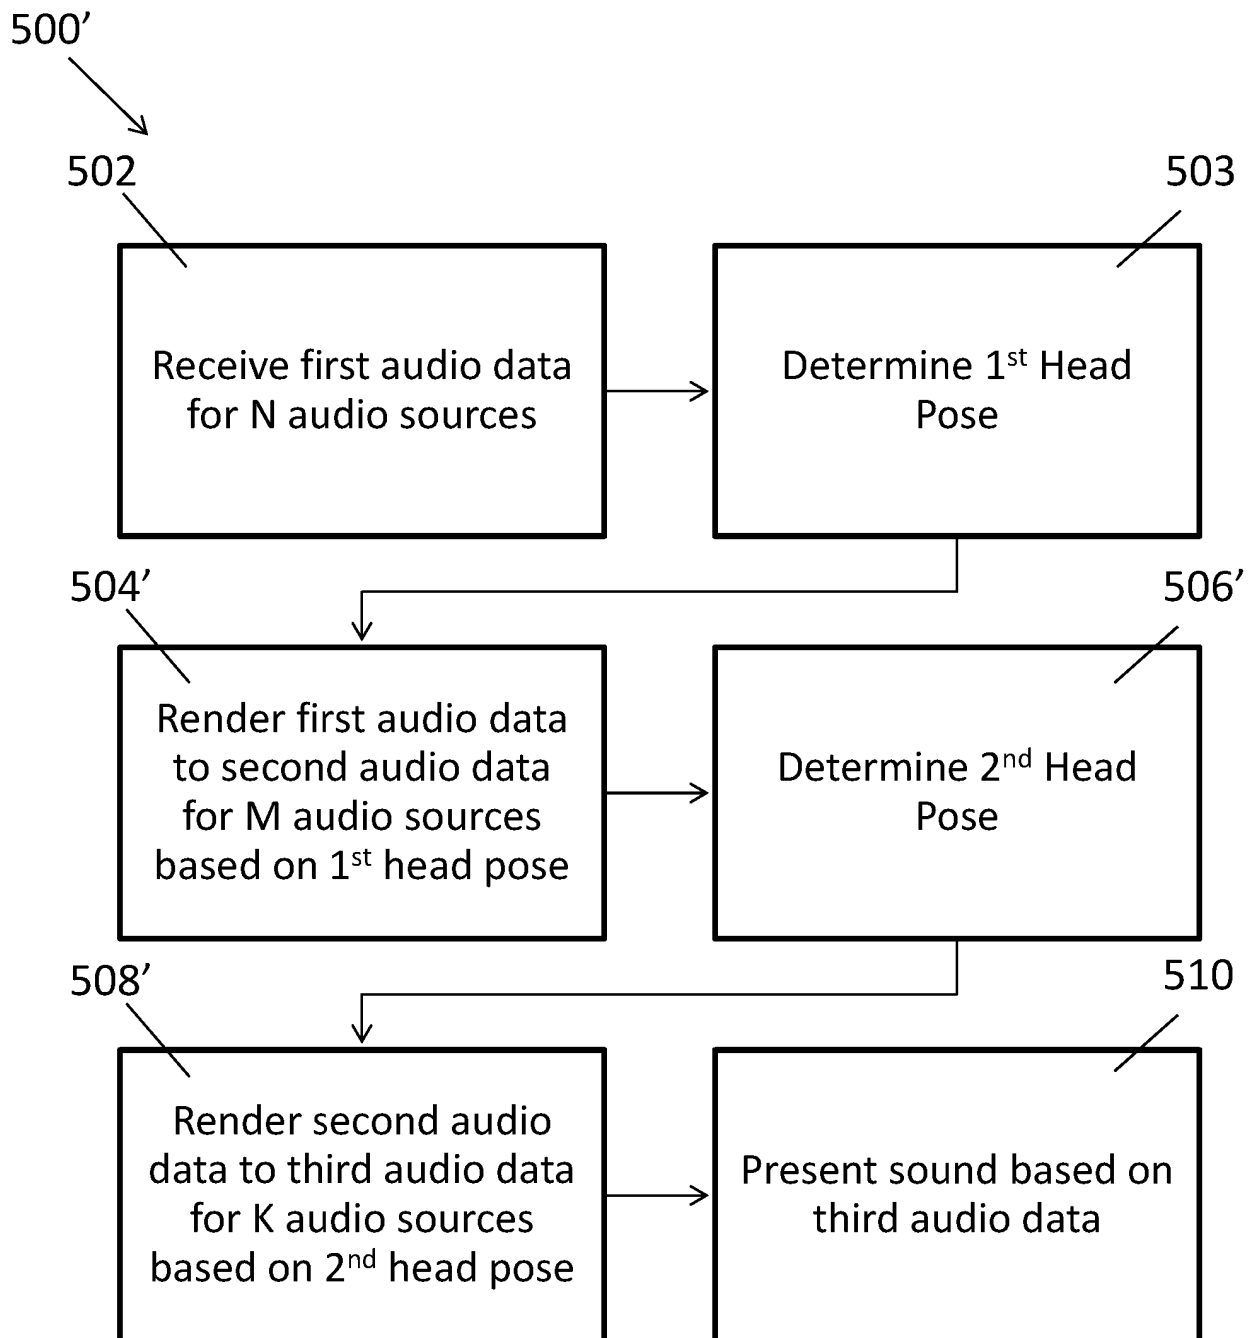 500’
502
503
Receive first audio data
for N audio sources
Determine 1st Head
Pose
504’
506’
Render first audio data
to second audio data
for M audio sources
based on 1st head pose
Determine 2nd Head
Pose
508’
510
Render second audio
data to third audio data
for K audio sources
based on 2nd head pose
Present sound based on
third audio data